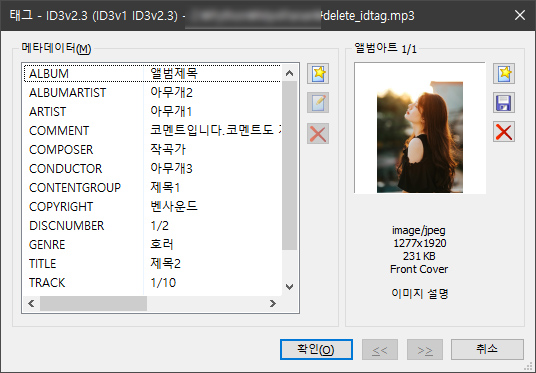 태그 - ID3v2.3 (ID3v1 ID3v2.3) - delete_idtag.mp3
메타데이터(M)
ALBUM 앨범제목
ALBUMARTIST 아무개2
ARTIST 아무개1
COMMENT 코멘트입니다.코멘트도
COMPOSER 작곡가
CONDUCTOR 아무개3
CONTENTGROUP 제목1
COPYRIGHT 벤사운드
DISCNUMBER 1/2
GENRE 호러
TITLE 제목2
TRACK 1/10
앨범아트 1/1
image/jpeg
1277x1920
231 KB
Front Cover
이미지 설명
확인(O)
<<
>>
취소